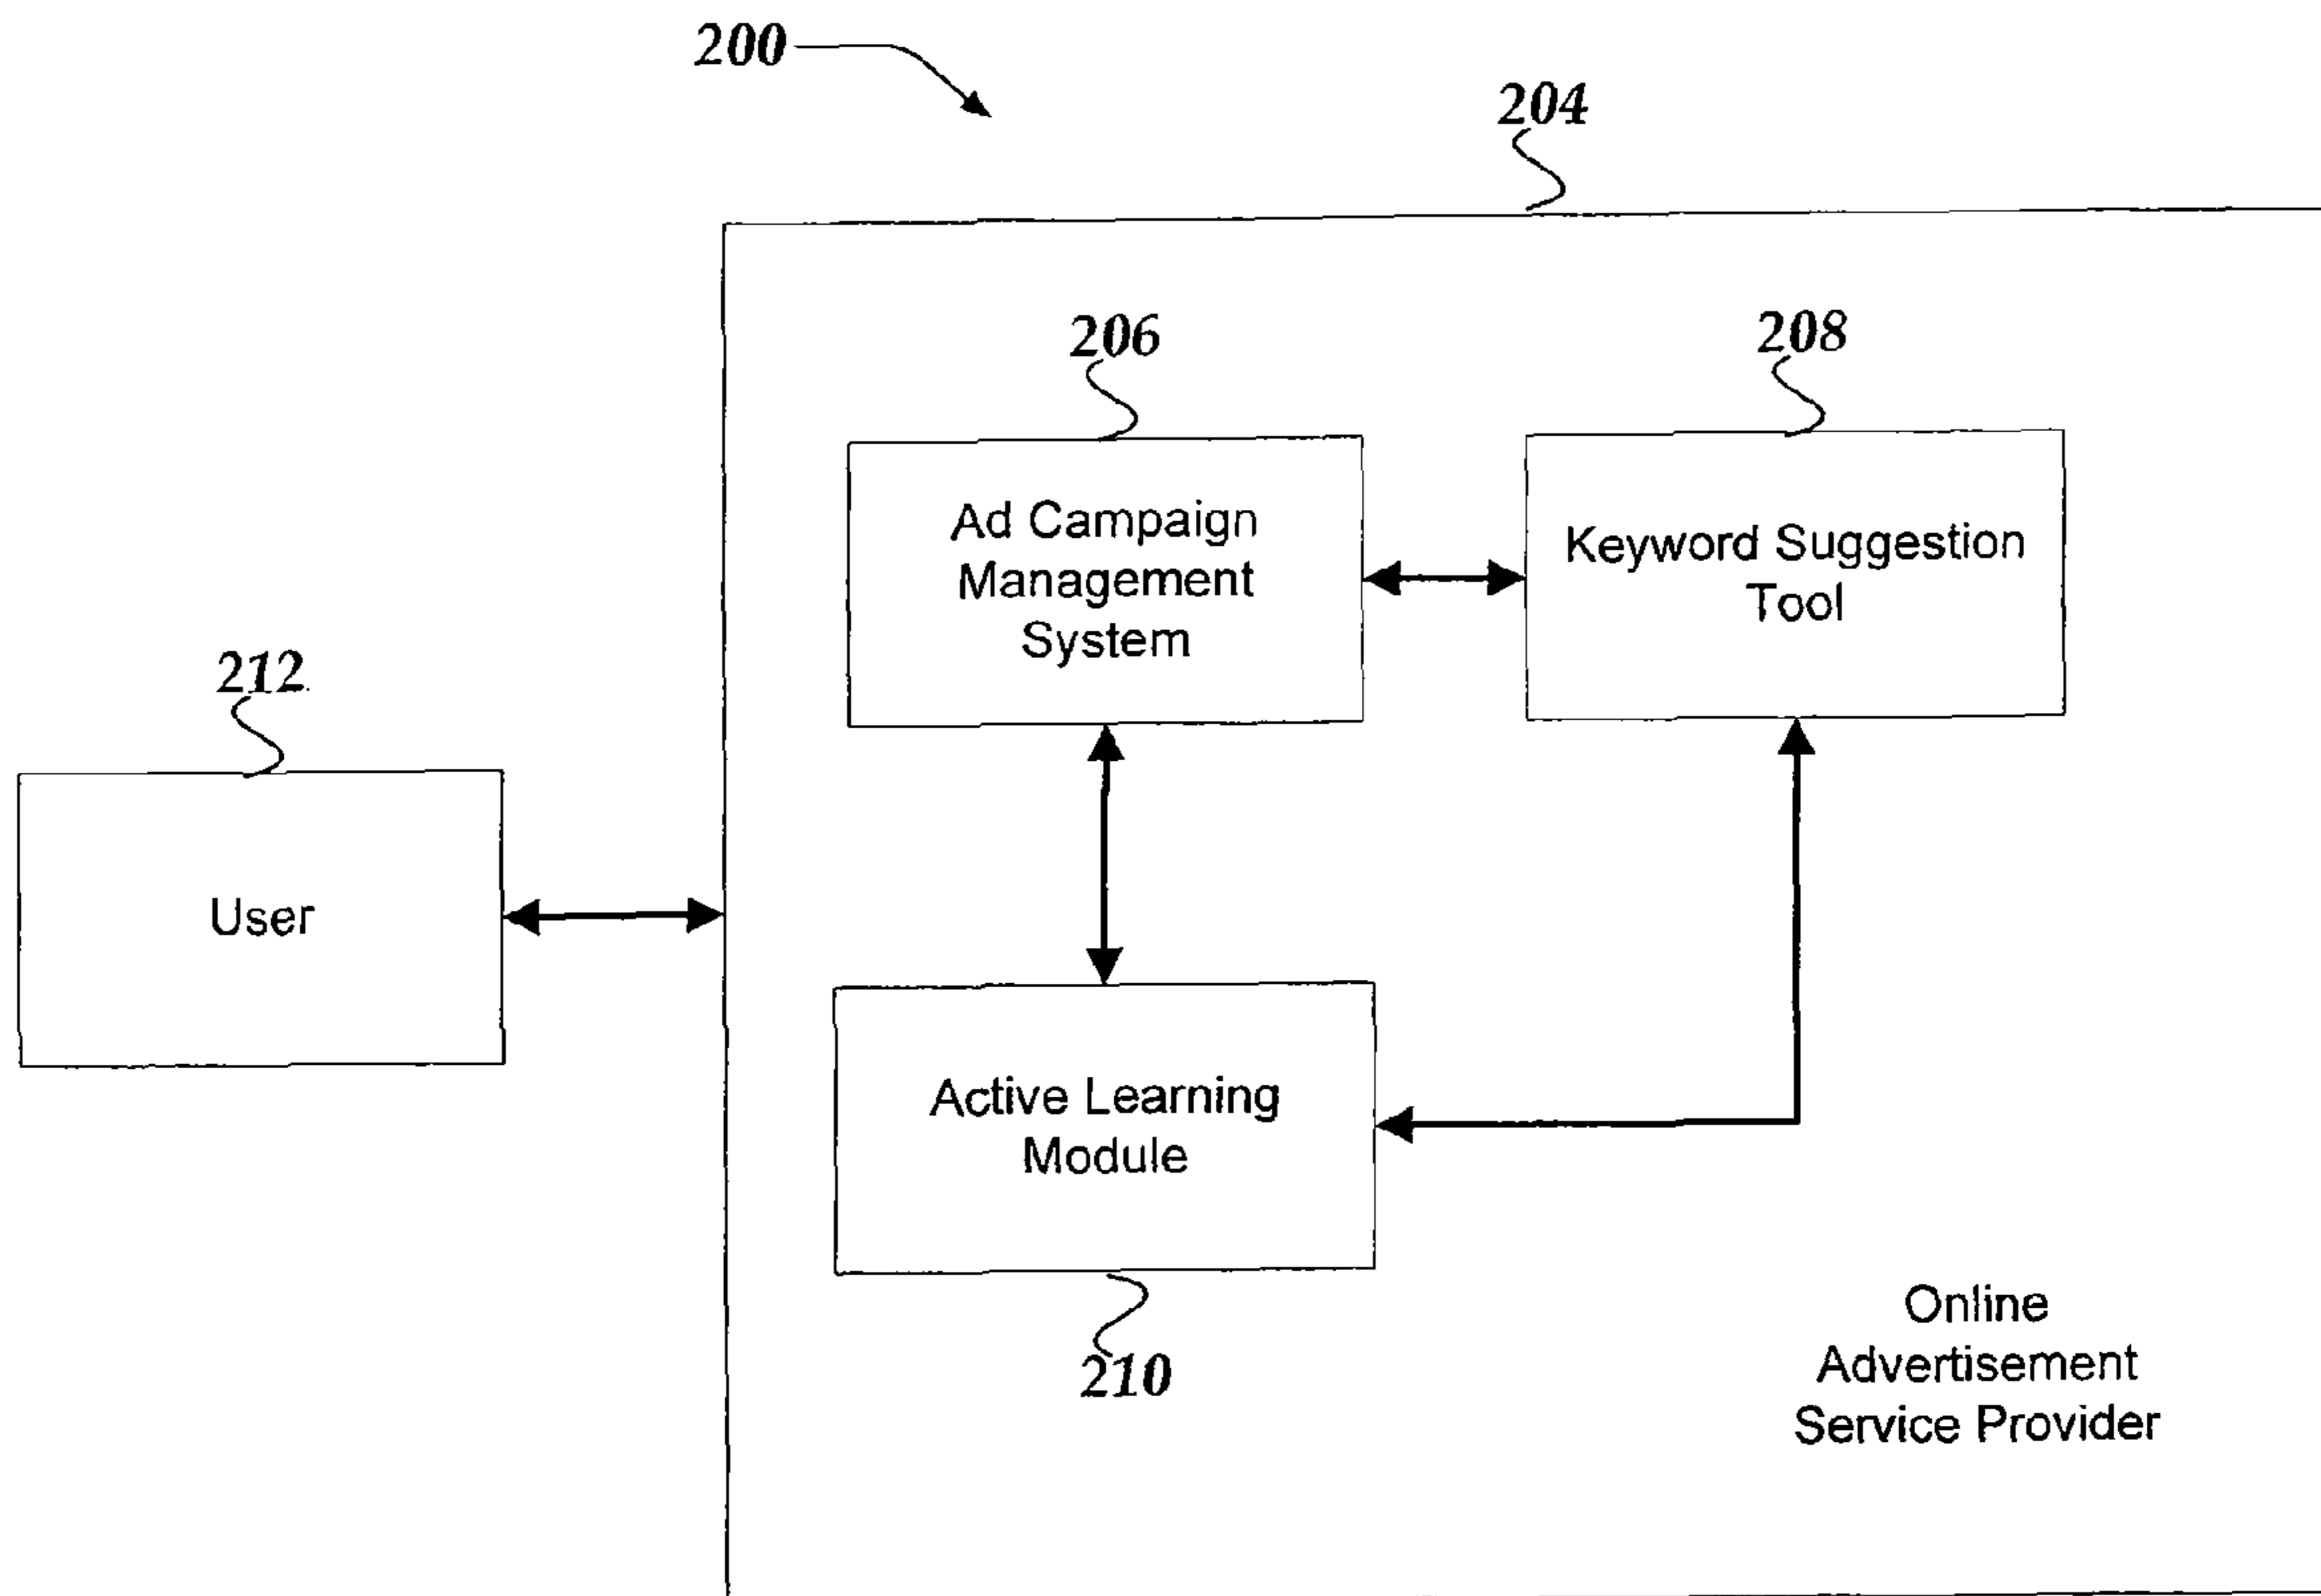 200
204
206
208
Ad Campaign
Management
System
Keyword Suggestion
Tool
212
User
Active Learning
Module
210
Online
Advertisement
Service Provider